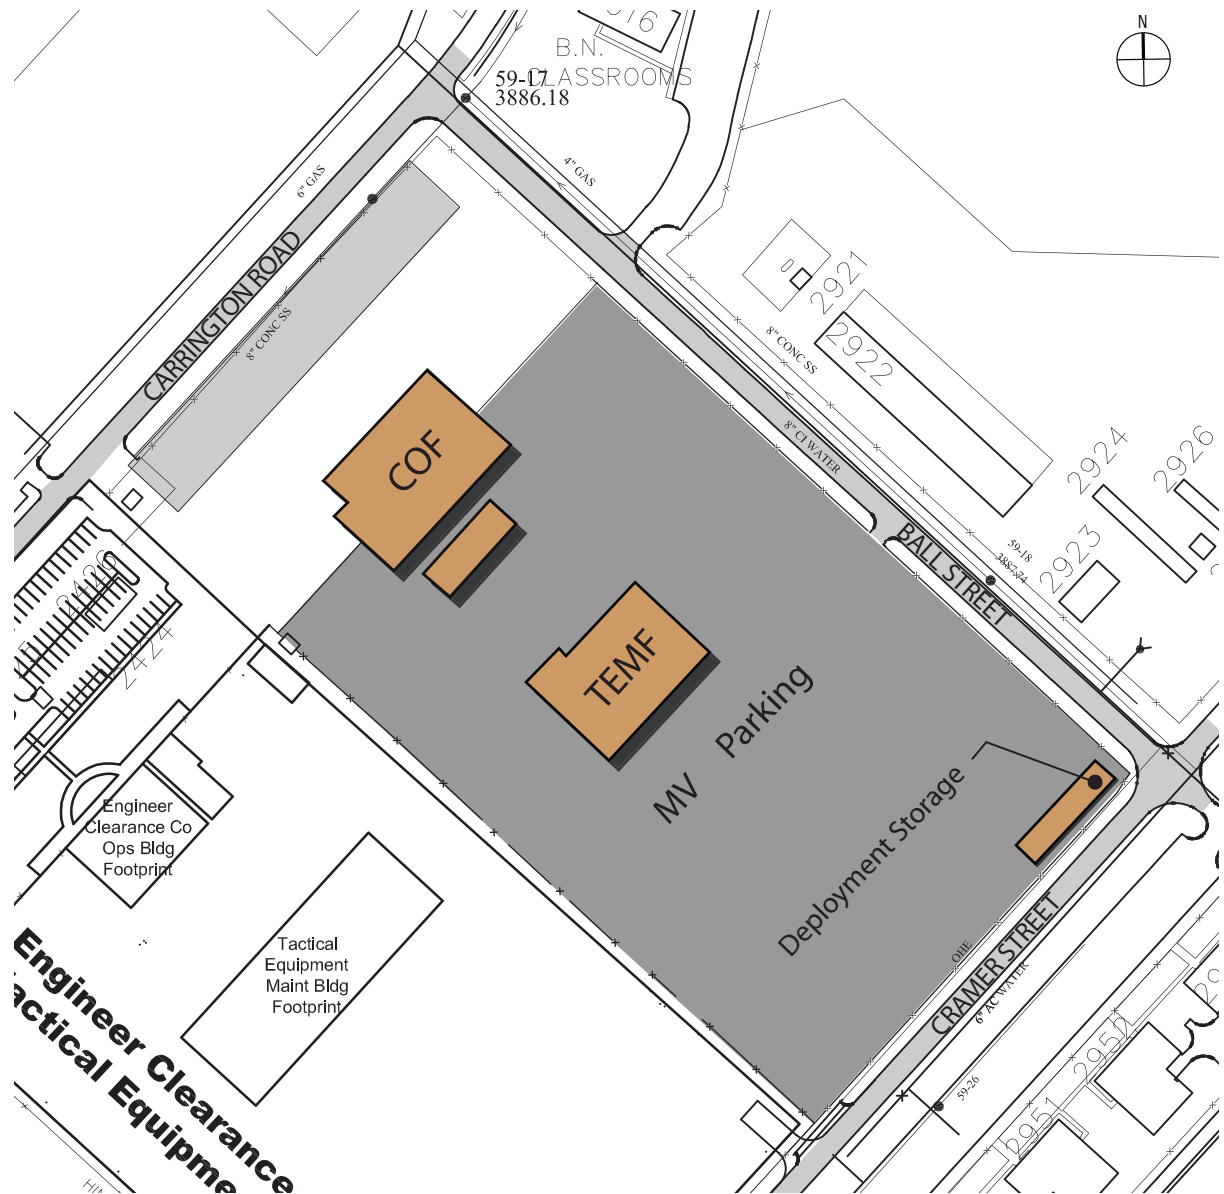 N
B.N.
CLASSROOMS
59-17
3886.18
4" GAS
6" GAS
CARRINGTON ROAD
8" CONC SS
2921
2922
8" CONC SS
8" CI WATER
2924
2926
2923
59-18
3887.74
BALL STREET
COF
TEMF
MV Parking
Deployment Storage
2424
Engineer
Clearance Co
Ops Bldg
Footprint
Tactical
Equipment
Maint Bldg
Footprint
Engineer Clearance
actical Equipme
OHE
CRAMER STREET
6" AC WATER
59-26
2952
2951